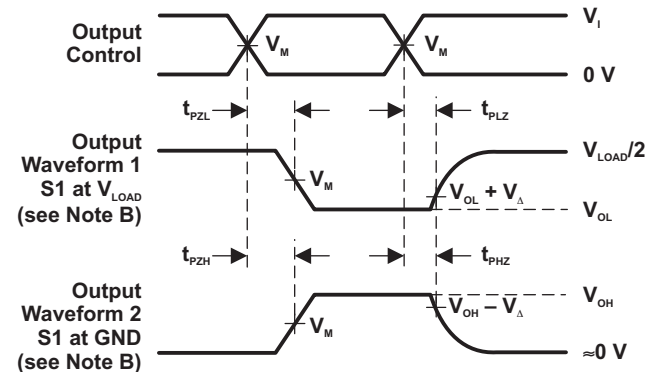 Output
Control
V_M
V_M
V_I
0 V
t_PZL
t_PLZ
Output
Waveform 1
S1 at V_LOAD
(see Note B)
V_M
V_LOAD/2
V_OL + V_Δ
V_OL
t_PZH
t_PHZ
Output
Waveform 2
S1 at GND
(see Note B)
V_M
V_OH
V_OH – V_Δ
≈0 V